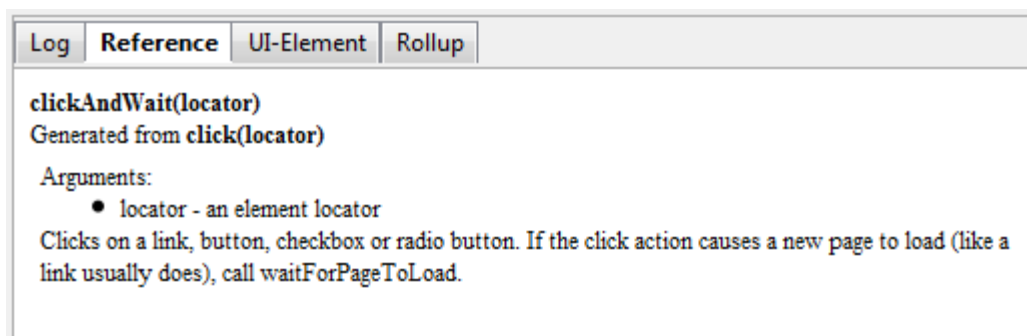 Log Reference UI-Element Rollup
clickAndWait(locator)
Generated from click(locator)
Arguments:
• locator - an element locator
Clicks on a link, button, checkbox or radio button. If the click action causes a new page to load (like a
link usually does), call waitForPageToLoad.